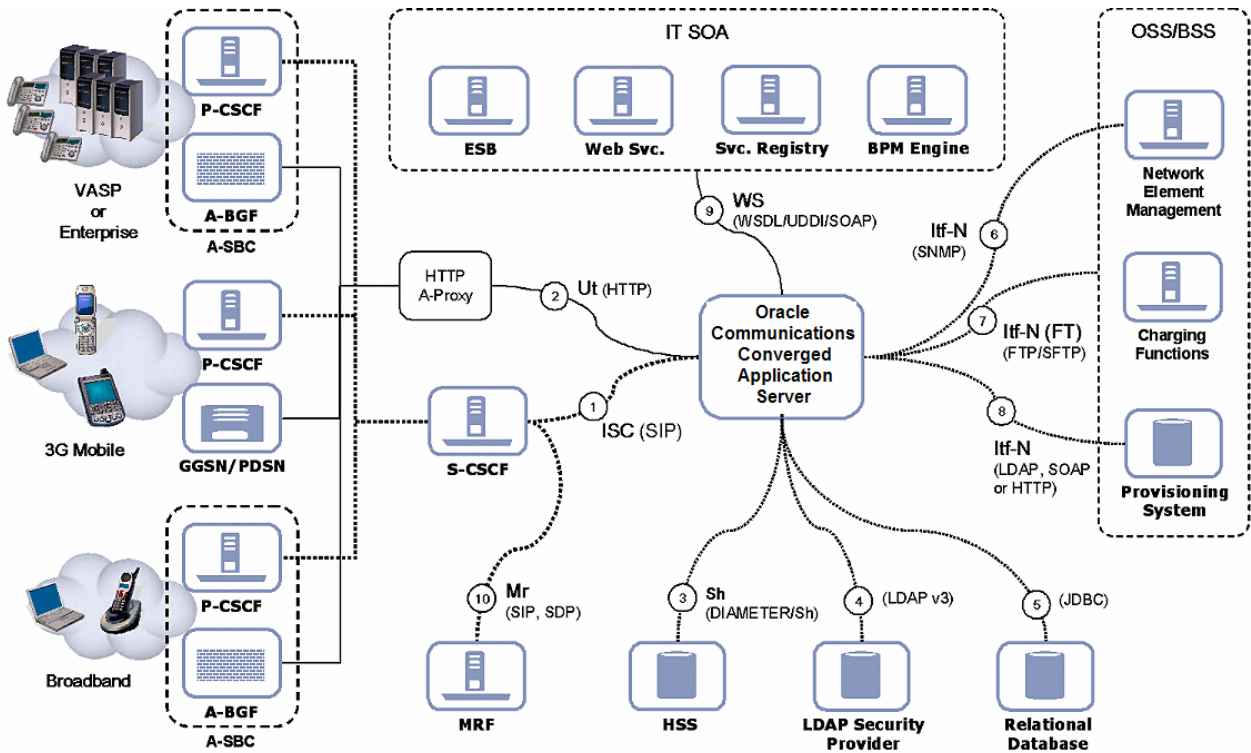 P-CSCF
A-BGF
A-SBC
VASP
or
Enterprise
P-CSCF
GGSN/PDSN
3G Mobile
P-CSCF
A-BGF
A-SBC
Broadband
HTTP
A-Proxy
2
Ut (HTTP)
S-CSCF
1
ISC (SIP)
10
Mr
(SIP, SDP)
MRF
IT SOA
ESB
Web Svc.
Svc. Registry
BPM Engine
9
WS
(WSDL/UDDI/SOAP)
Oracle
Communications
Converged
Application
Server
3
Sh
(DIAMETER/Sh)
HSS
4
(LDAP v3)
LDAP Security
Provider
5
(JDBC)
Relational
Database
OSS/BSS
6
Itf-N
(SNMP)
Network
Element
Management
7
Itf-N (FT)
(FTP/SFTP)
Charging
Functions
8
Itf-N
(LDAP, SOAP
or HTTP)
Provisioning
System